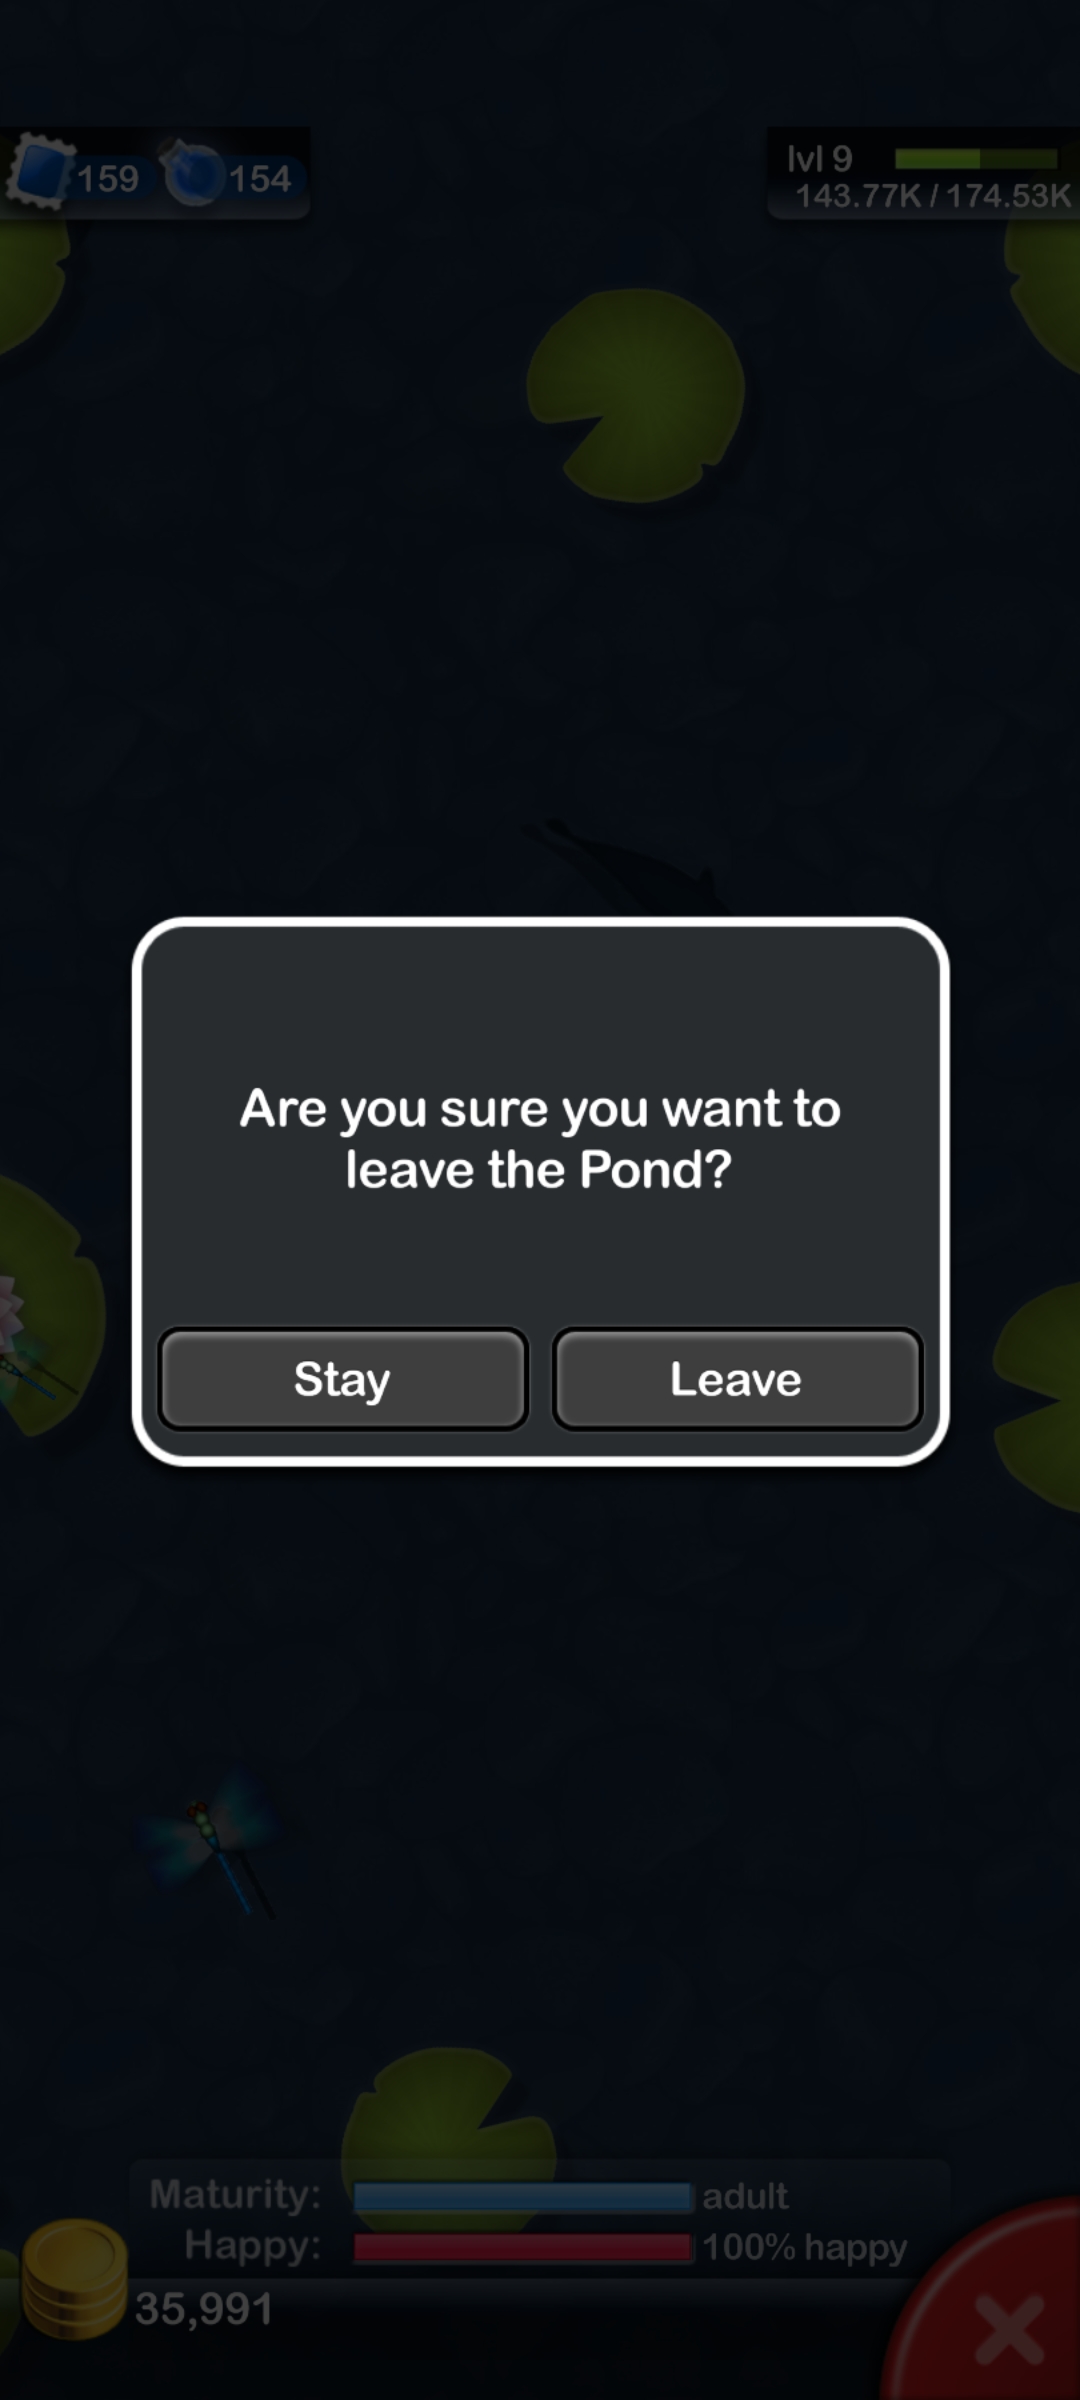 159 154
lvl 9
143.77K / 174.53K
Are you sure you want to
leave the Pond?
Stay Leave
Maturity: adult
Happy: 100% happy
35,991